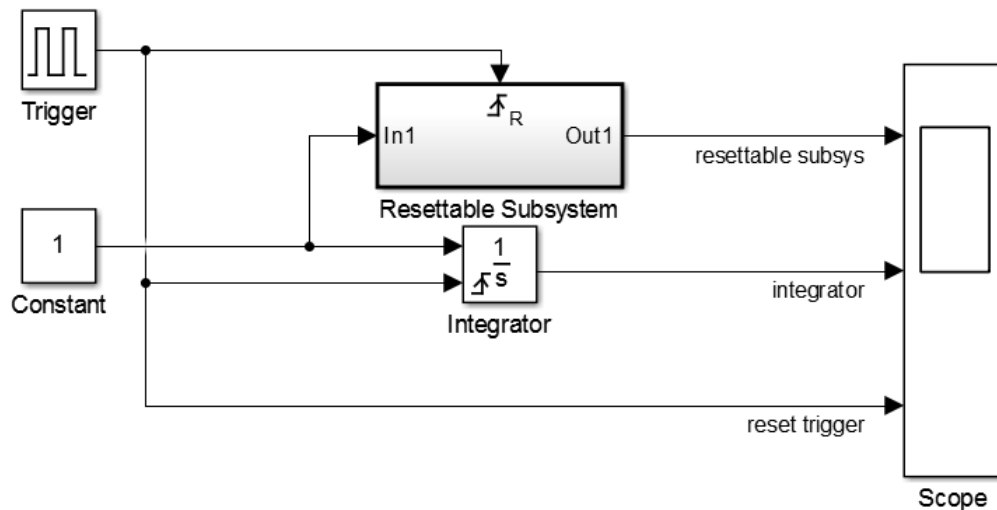 Trigger
R
In1
Out1
resettable subsys
Resettable Subsystem
1
Constant
1
s
Integrator
integrator
reset trigger
Scope